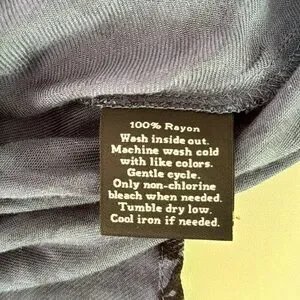 100% Rayon
Wash inside out.
Machine wash cold
with like colors.
Gentle cycle.
Only non-chlorine
bleach when needed.
Tumble dry low.
Cool iron if needed.